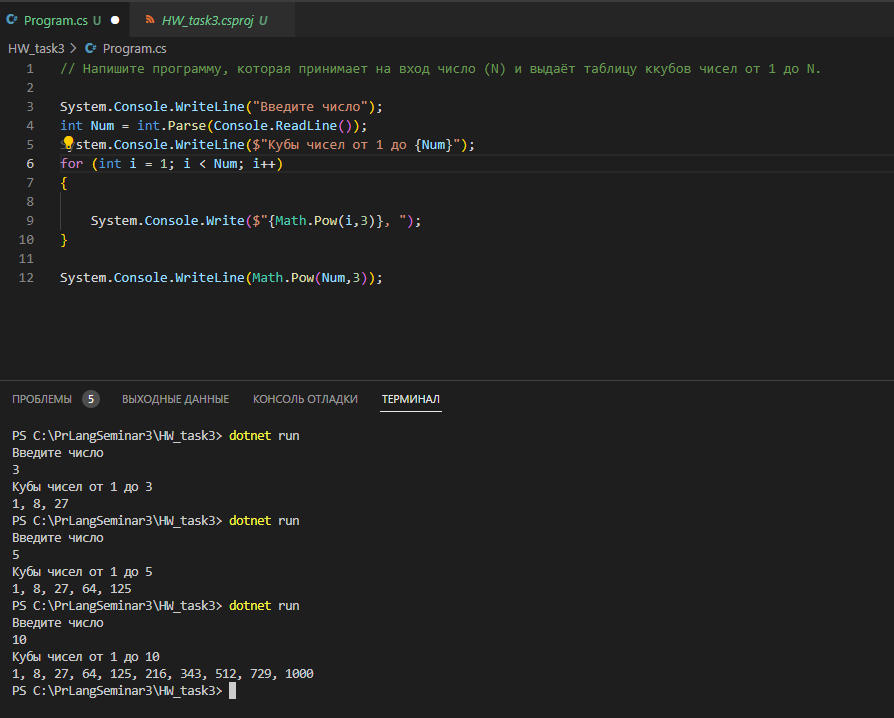 Program.cs U
HW_task3.csproj U
HW_task3 > Program.cs
1 // Напишите программу, которая принимает на вход число (N) и выдаёт таблицу ккубов чисел от 1 до N.
2
3 System.Console.WriteLine("Введите число");
4 int Num = int.Parse(Console.ReadLine());
5 System.Console.WriteLine($"Кубы чисел от 1 до {Num}");
6 for (int i = 1; i < Num; i++)
7 {
8
9 System.Console.Write($"{Math.Pow(i,3)}, ");
10 }
11
12 System.Console.WriteLine(Math.Pow(Num,3));
ПРОБЛЕМЫ 5 ВЫХОДНЫЕ ДАННЫЕ КОНСОЛЬ ОТЛАДКИ ТЕРМИНАЛ
PS C:\PrLangSeminar3\HW_task3> dotnet run
Введите число
3
Кубы чисел от 1 до 3
1, 8, 27
PS C:\PrLangSeminar3\HW_task3> dotnet run
Введите число
5
Кубы чисел от 1 до 5
1, 8, 27, 64, 125
PS C:\PrLangSeminar3\HW_task3> dotnet run
Введите число
10
Кубы чисел от 1 до 10
1, 8, 27, 64, 125, 216, 343, 512, 729, 1000
PS C:\PrLangSeminar3\HW_task3>